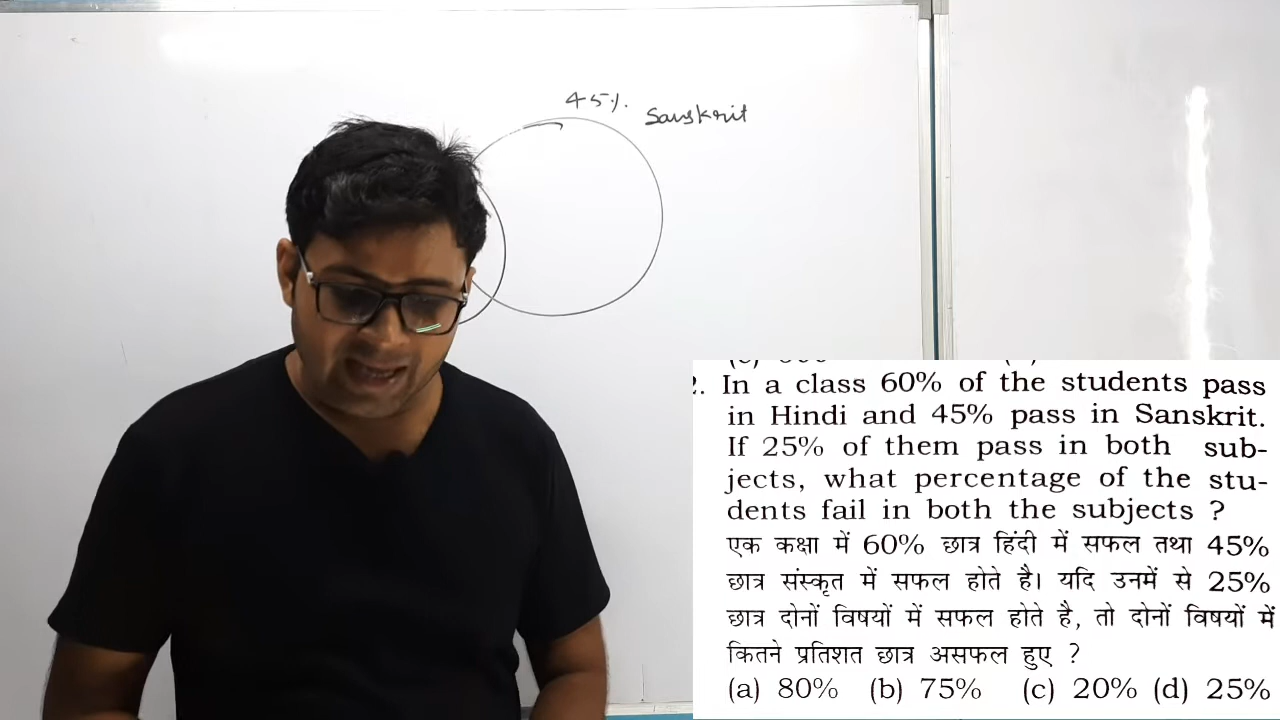 45%
Sanskrit
2. In a class 60% of the students pass
in Hindi and 45% pass in Sanskrit.
If 25% of them pass in both sub-
jects, what percentage of the stu-
dents fail in both the subjects ?
एक कक्षा में 60% छात्र हिंदी में सफल तथा 45%
छात्र संस्कृत में सफल होते है। यदि उनमें से 25%
छात्र दोनों विषयों में सफल होते है, तो दोनों विषयों में
कितने प्रतिशत छात्र असफल हुए ?
(a) 80% (b) 75% (c) 20% (d) 25%